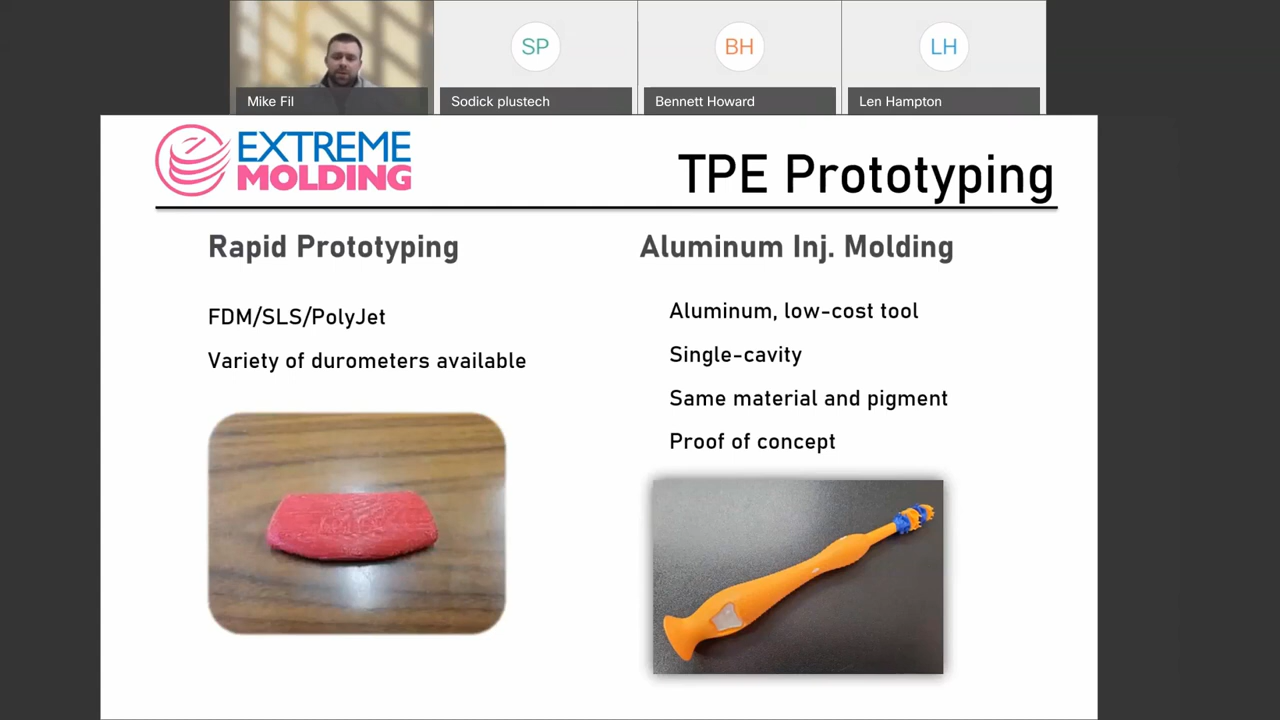 SP
BH
LH
Mike Fil
Sodick plustech
Bennett Howard
Len Hampton
EXTREME
MOLDING
TPE Prototyping
Rapid Prototyping
FDM/SLS/PolyJet
Variety of durometers available
Aluminum Inj. Molding
Aluminum, low-cost tool
Single-cavity
Same material and pigment
Proof of concept